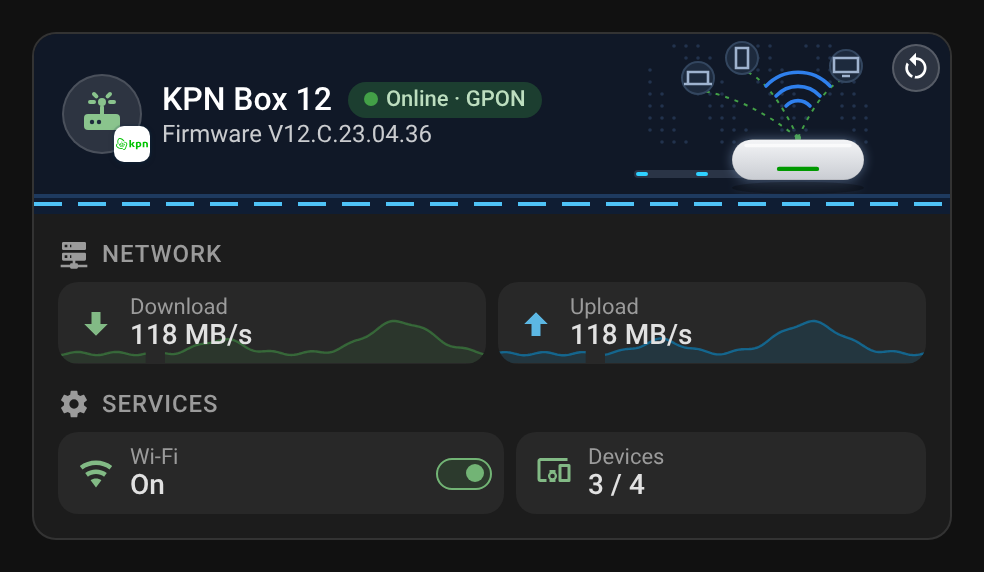 KPN Box 12
Online · GPON
kpn
Firmware V12.C.23.04.36
NETWORK
Download
118 MB/s
Upload
118 MB/s
SERVICES
Wi-Fi
On
Devices
3 / 4